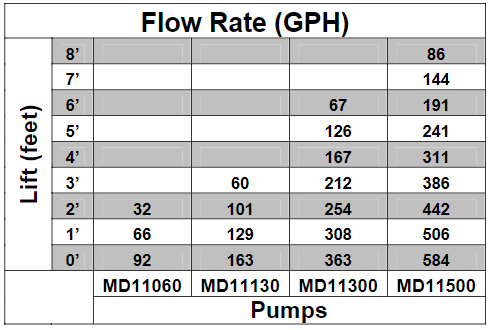 Flow Rate (GPH)
Lift (feet)
8' 86
7' 144
6' 67 191
5' 126 241
4' 167 311
3' 60 212 386
2' 32 101 254 442
1' 66 129 308 506
0' 92 163 363 584
MD11060 MD11130 MD11300 MD11500
Pumps